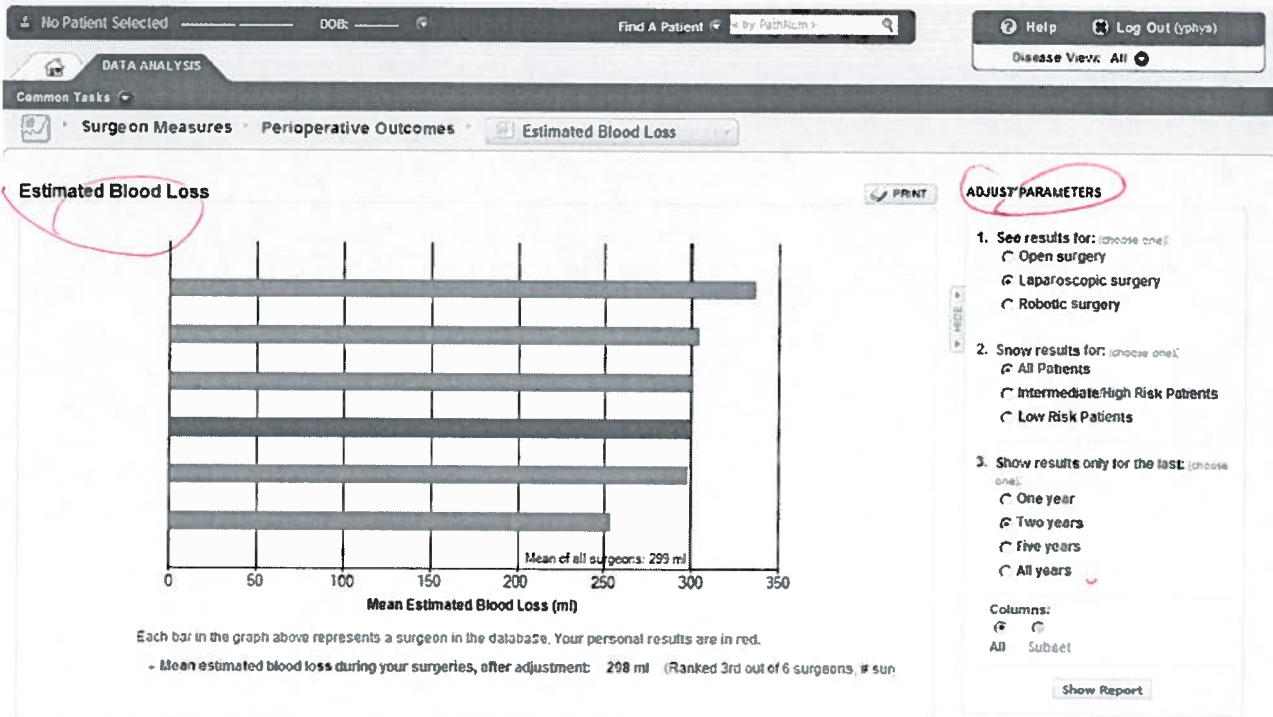 No Patient Selected
DOB:
Find A Patient
< by PathNum >
Help
Log Out (yphys)
Disease View: All
DATA ANALYSIS
Common Tasks
Surgeon Measures
Perioperative Outcomes
Estimated Blood Loss
Estimated Blood Loss
PRINT
Mean of all surgeons: 299 ml
0 50 100 150 200 250 300 350
Mean Estimated Blood Loss (ml)
Each bar in the graph above represents a surgeon in the database. Your personal results are in red.
- Mean estimated blood loss during your surgeries, after adjustment: 298 ml (Ranked 3rd out of 6 surgeons, # sur
HIDE
ADJUST PARAMETERS
1. See results for: (choose one):
Open surgery
Laparoscopic surgery
Robotic surgery
2. Show results for: (choose one):
All Patients
Intermediate/High Risk Patients
Low Risk Patients
3. Show results only for the last: (choose
one):
One year
Two years
Five years
All years
Columns:
All Subset
Show Report